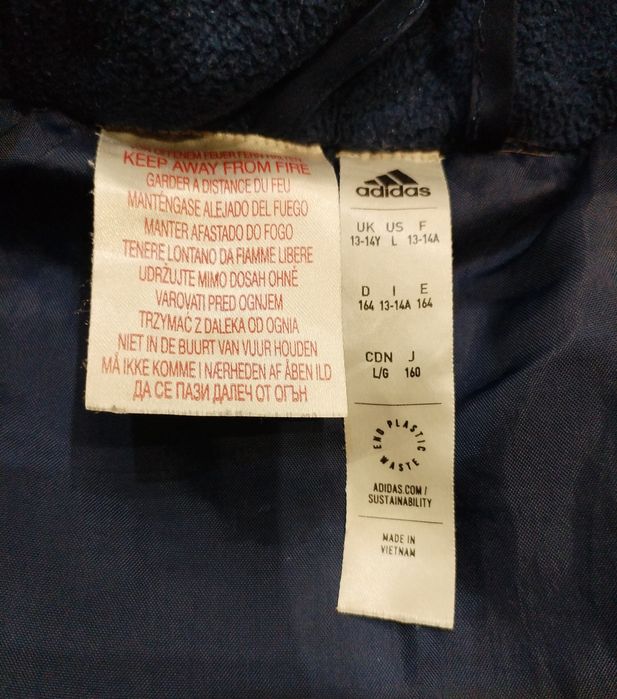 KEEP AWAY FROM FIRE
GARDER A DISTANCE DU FEU
MANTÉNGASE ALEJADO DEL FUEGO
MANTER AFASTADO DO FOGO
TENERE LONTANO DA FIAMME LIBERE
UDRŽUJTE MIMO DOSAH OHNĚ
VAROVATI PRED OGNJEM
TRZYMAĆ Z DALEKA OD OGNIA
NIET IN DE BUURT VAN VUUR HOUDEN
MÅ IKKE KOMME I NÆRHEDEN AF ÅBEN ILD
ДА СЕ ПАЗИ ДАЛЕЧ ОТ ОГЪН
adidas
UK US F
13-14Y L 13-14A
D I E
164 13-14A 164
CDN J
L/G 160
END PLASTIC
WASTE
ADIDAS.COM/
SUSTAINABILITY
MADE IN
VIETNAM